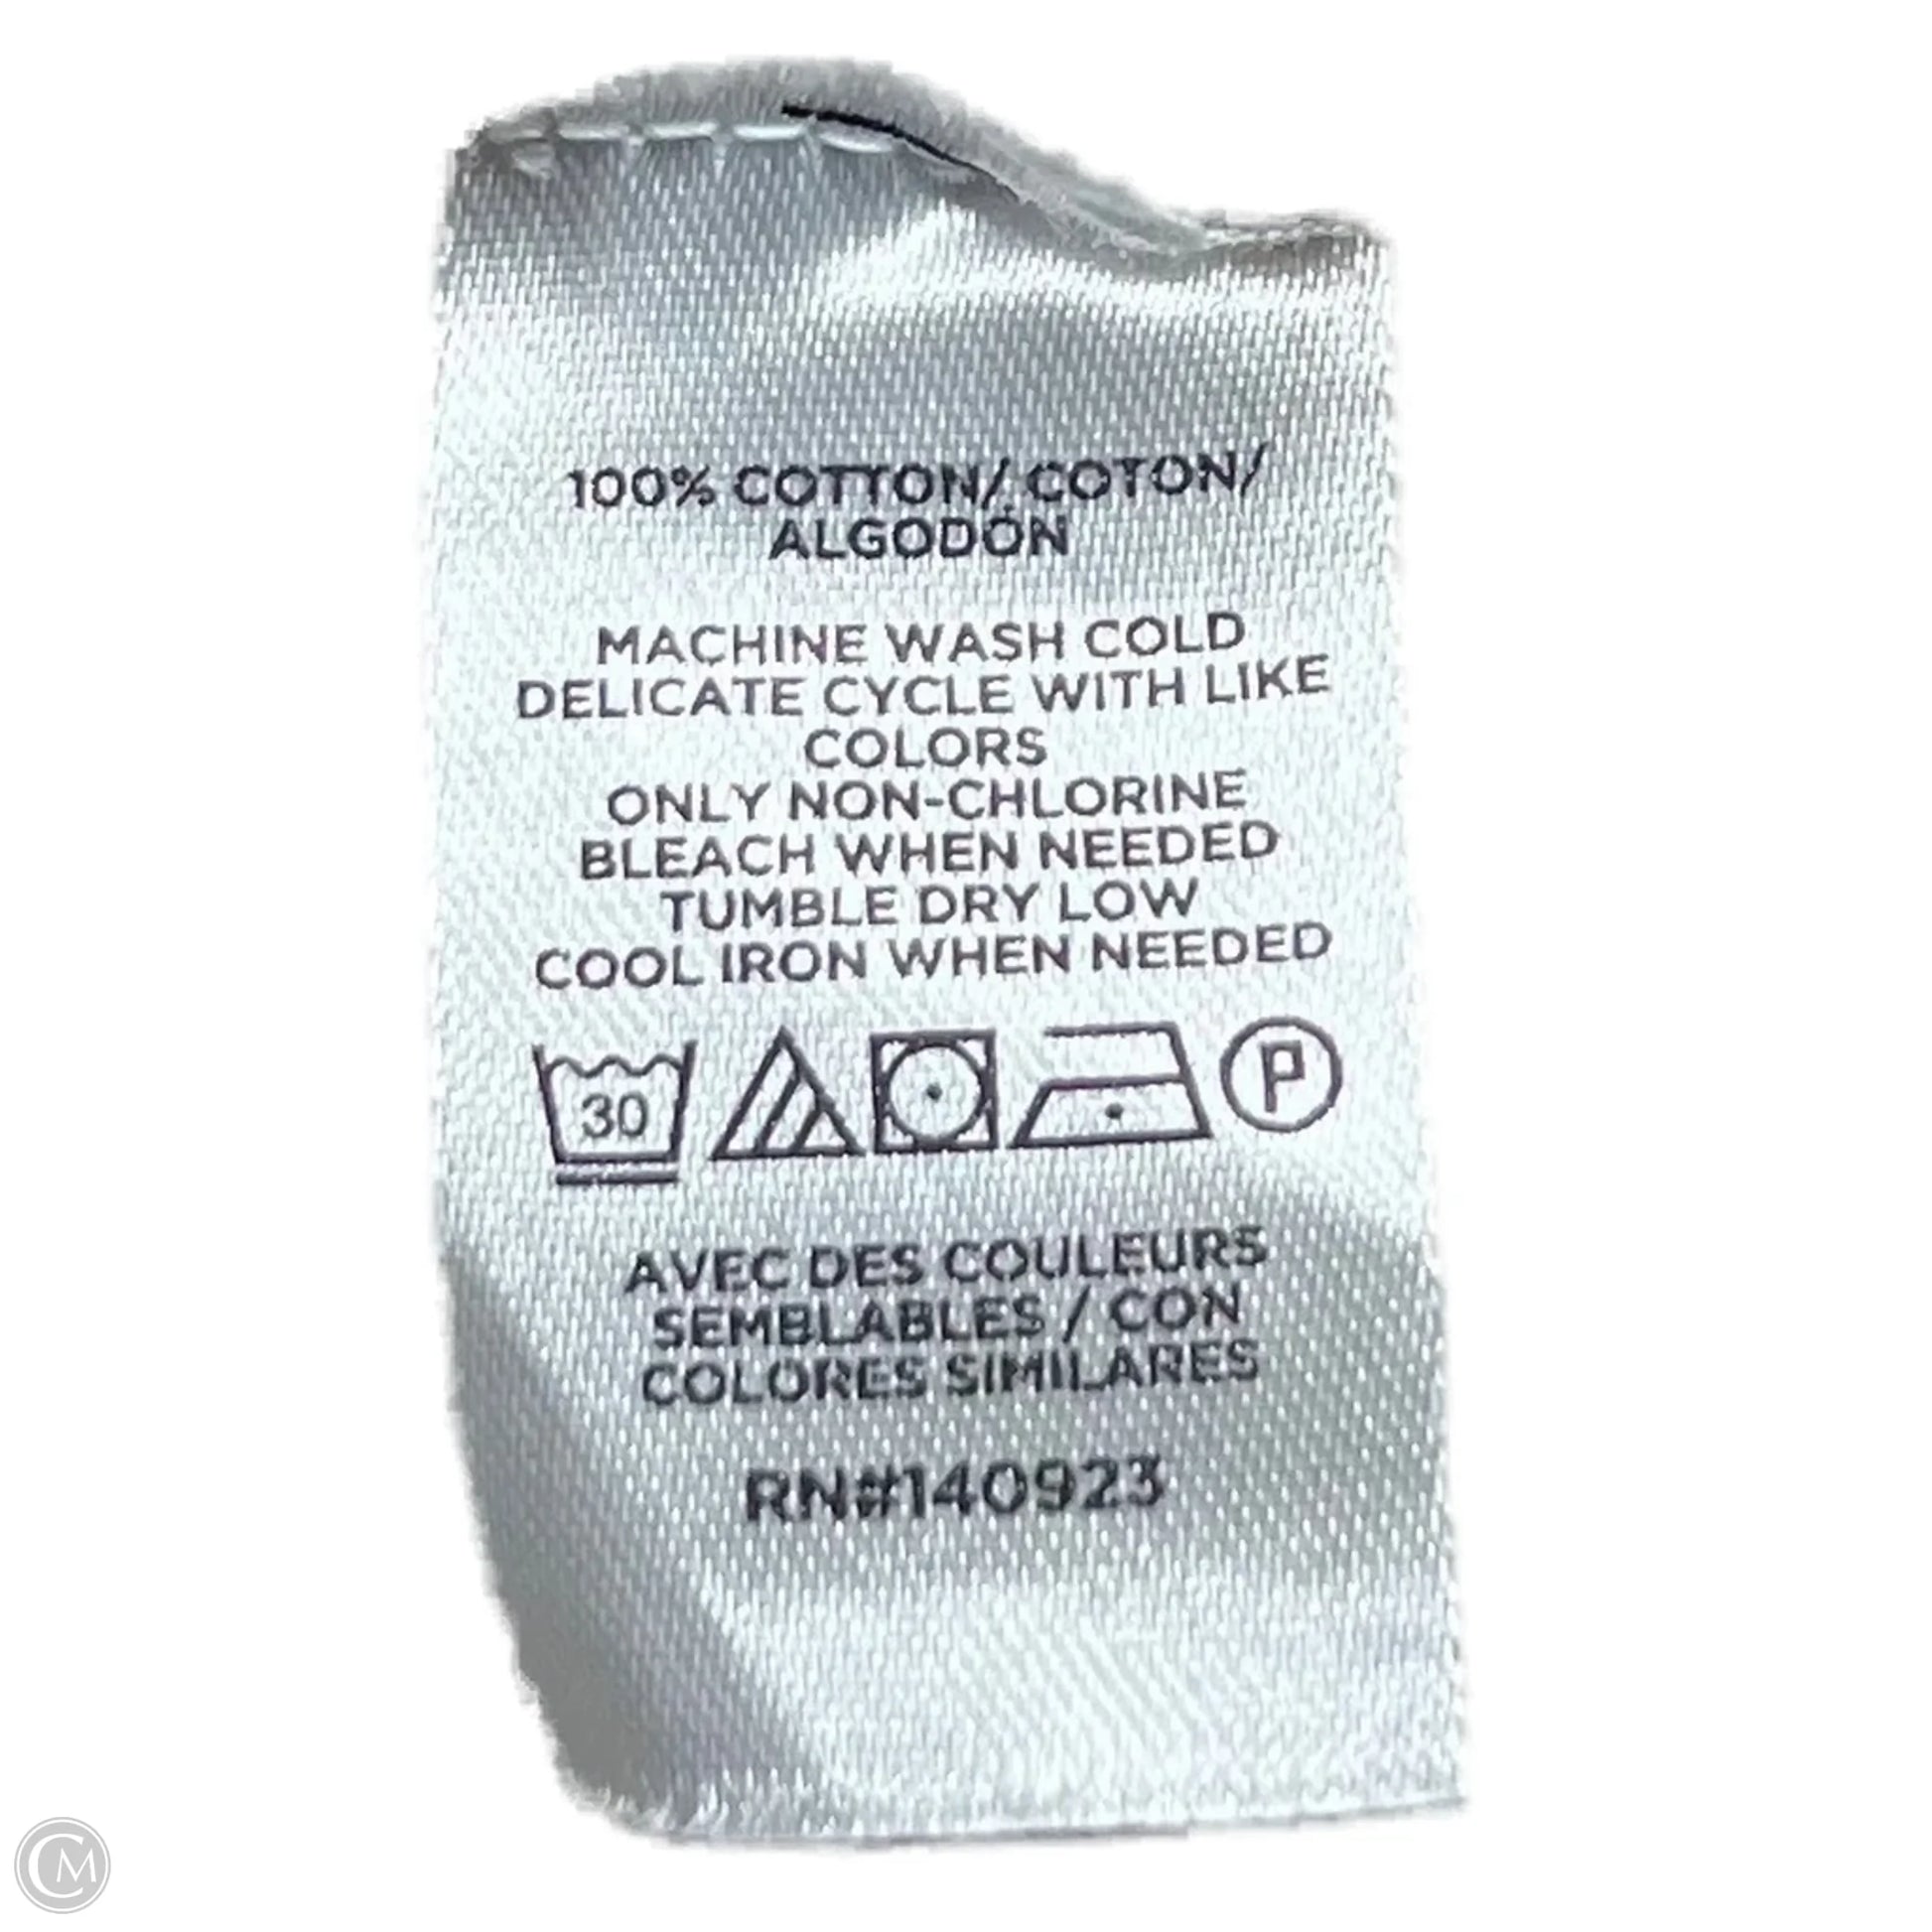 100% COTTON/ COTON/
ALGODÓN
MACHINE WASH COLD
DELICATE CYCLE WITH LIKE
COLORS
ONLY NON-CHLORINE
BLEACH WHEN NEEDED
TUMBLE DRY LOW
COOL IRON WHEN NEEDED
30 P
AVEC DES COULEURS
SEMBLABLES / CON
COLORES SIMILARES
RN#140923
CM